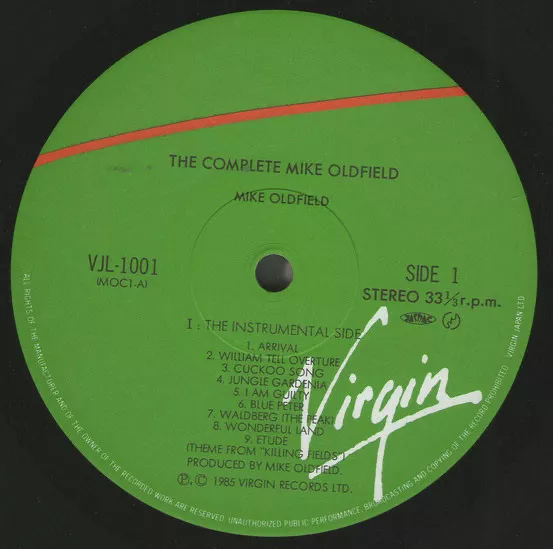 THE COMPLETE MIKE OLDFIELD
MIKE OLDFIELD
VJL-1001
(MOC1-A)
SIDE 1
STEREO 33⅓r.p.m.
I : THE INSTRUMENTAL SIDE
1. ARRIVAL
2. WILLIAM TELL OVERTURE
3. CUCKOO SONG
4. JUNGLE GARDENIA
5. I AM GUILTY
6. BLUE PETER
7. WALDBERG (THE PEAK)
8. WONDERFUL LAND
9. ETUDE
(THEME FROM "KILLING FIELDS")
PRODUCED BY MIKE OLDFIELD.
Ⓟ.© 1985 VIRGIN RECORDS LTD.
Virgin
ALL RIGHTS OF THE MANUFACTURER AND OF THE OWNER OF THE RECORDED WORK ARE RESERVED. UNAUTHORIZED PUBLIC PERFORMANCE, BROADCASTING AND COPYING OF THE RECORD PROHIBITED. VIRGIN JAPAN LTD